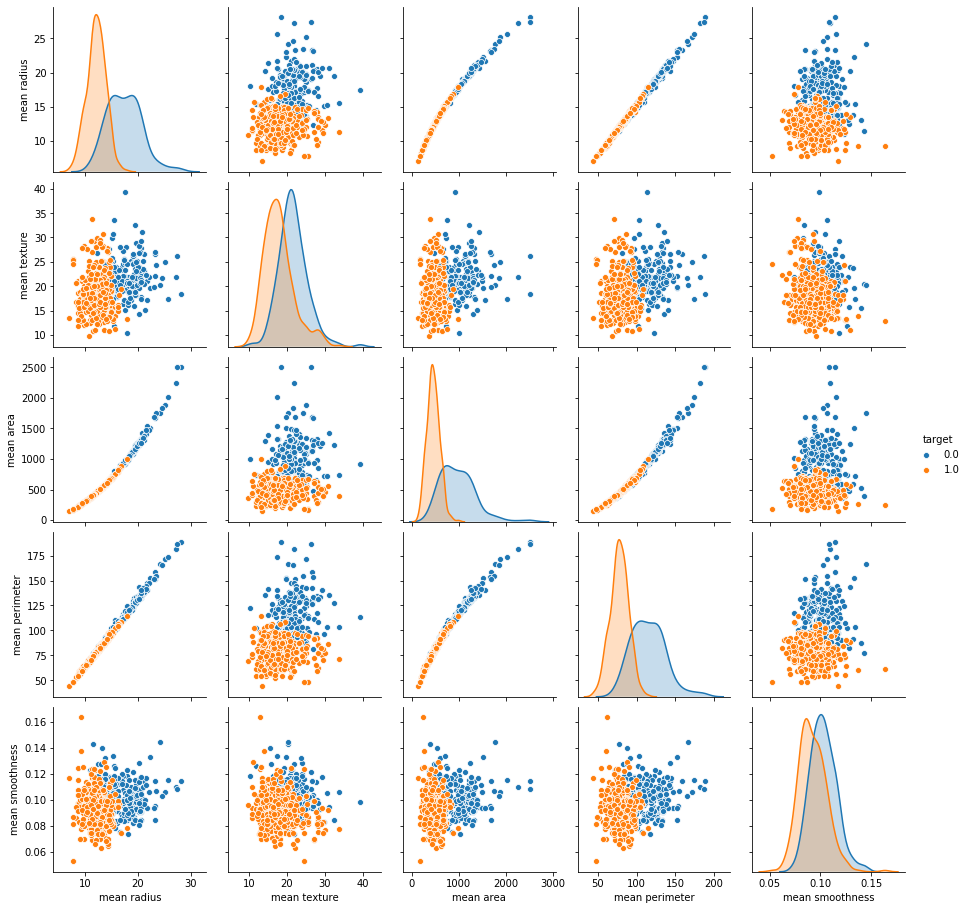 25
20
15
10
mean radius
40
35
30
25
20
15
10
mean texture
2500
2000
1500
1000
500
0
mean area
target
0.0
1.0
175
150
125
100
75
50
mean perimeter
0.16
0.14
0.12
0.10
0.08
0.06
mean smoothness
10 20 30
20 30 40
10
0 1000 2000 3000
50 100 150 200
0.05 0.10 0.15
mean radius
mean texture
mean area
mean perimeter
mean smoothness